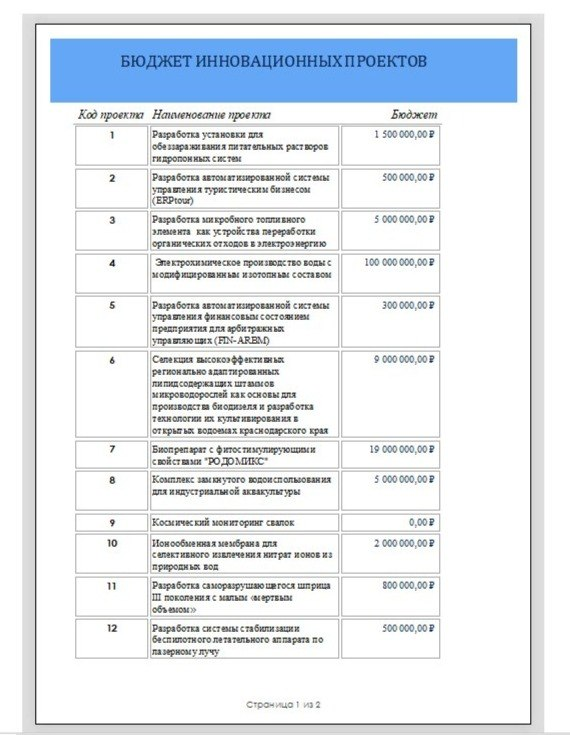 БЮДЖЕТ ИННОВАЦИОННЫХ ПРОЕКТОВ
Код проекта Наименование проекта Бюджет
1 Разработка установки для 1 500 000,00 ₽
обеззараживания питательных растворов
гидропонных систем
2 Разработка автоматизированной системы 500 000,00 ₽
управления туристическим бизнесом
(ERPtour)
3 Разработка микробного топливного 5 000 000,00 ₽
элемента как устройства переработки
органических отходов в электроэнергию
4 Электрохимическое производство воды с 100 000 000,00 ₽
модифицированным изотопным составом
5 Разработка автоматизированной системы 300 000,00 ₽
управления финансовым состоянием
предприятия для арбитражных
управляющих (FIN-ARBM)
6 Селекция высокоэффективных 9 000 000,00 ₽
регионально адаптированных
липидсодержащих штаммов
микроводорослей как основы для
производства биодизеля и разработка
технологии их культивирования в
открытых водоемах краснодарского края
7 Биопрепарат с фитостимулирующими 19 000 000,00 ₽
свойствами "РОДОМИКС"
8 Комплекс замкнутого водоиспользования 5 000 000,00 ₽
для индустриальной аквакультуры
9 Космический мониторинг свалок 0,00 ₽
10 Ионообменная мембрана для 2 000 000,00 ₽
селективного извлечения нитрат ионов из
природных вод
11 Разработка саморазрушающегося шприца 800 000,00 ₽
III поколения с малым «мертвым
объемом»
12 Разработка системы стабилизации 500 000,00 ₽
беспилотного летательного аппарата по
лазерному лучу
Страница 1 из 2